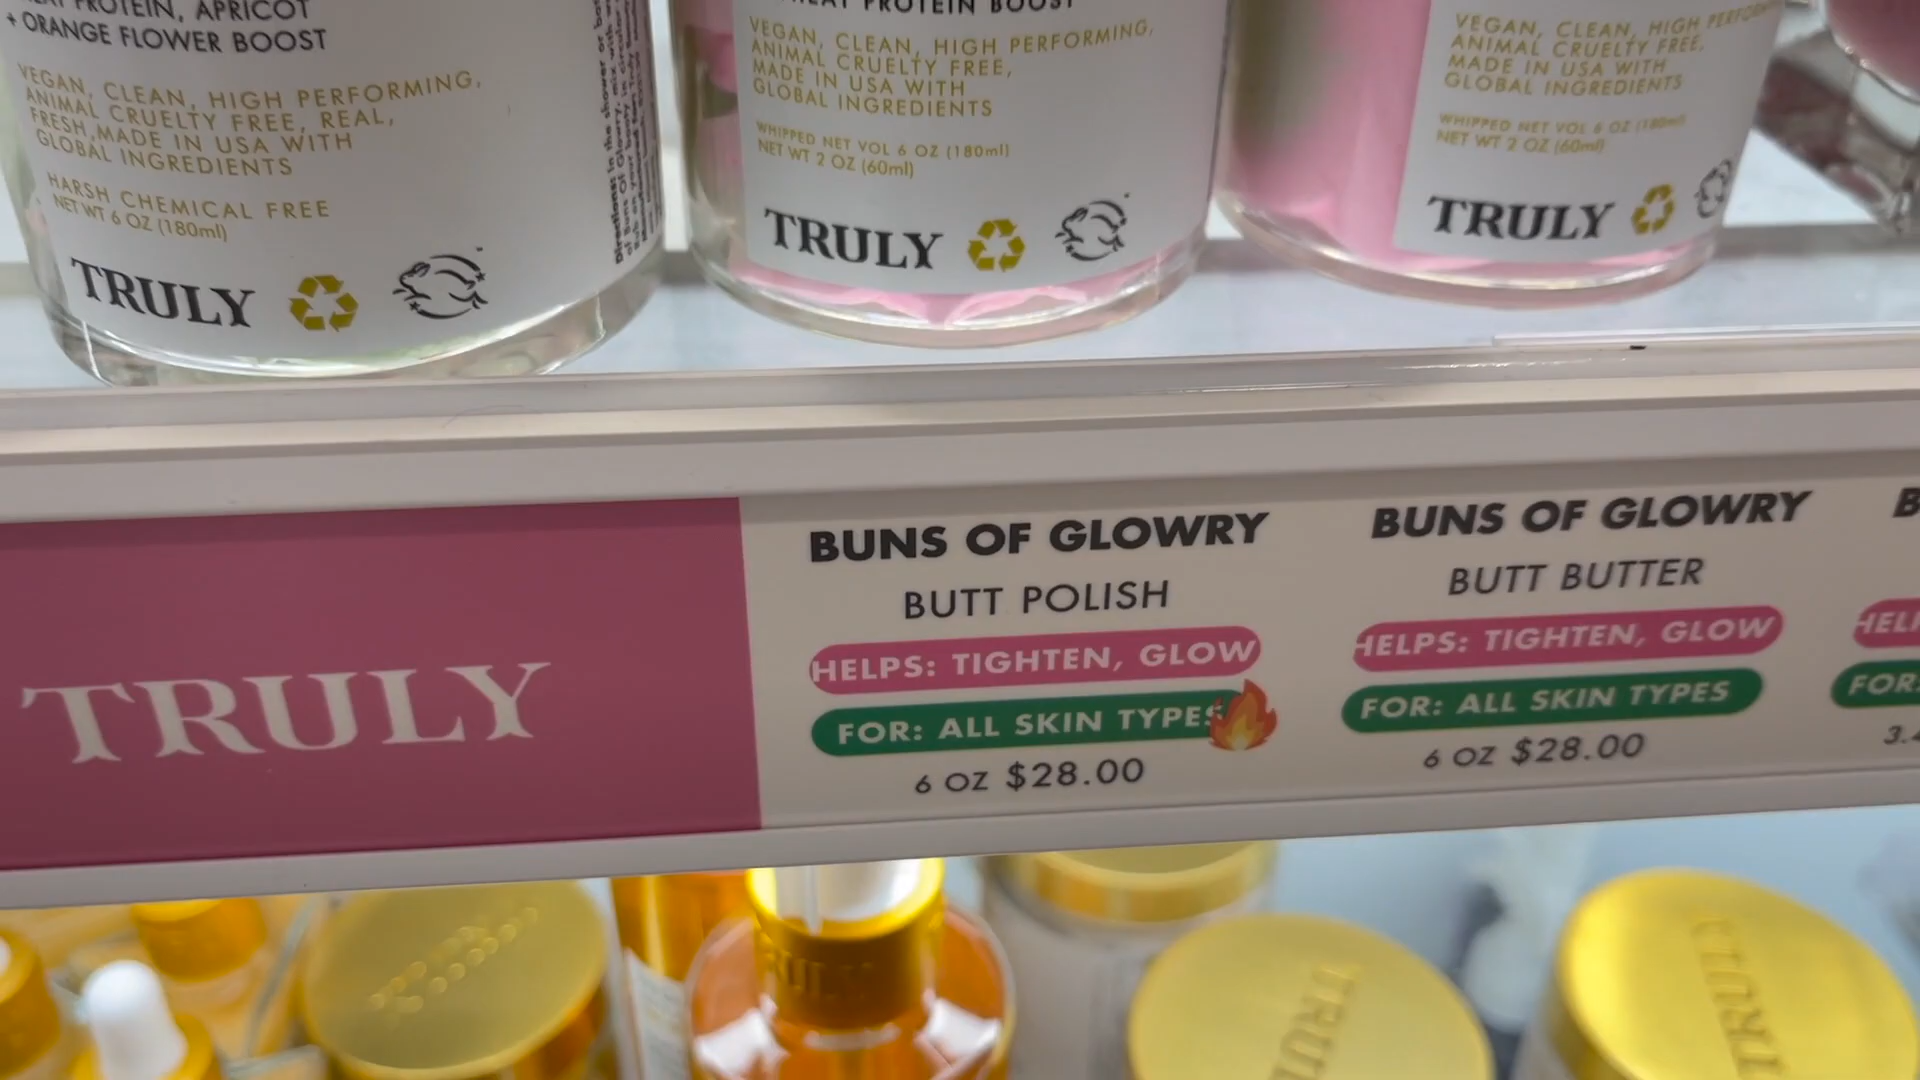 PROTEIN, APRICOT
+ ORANGE FLOWER BOOST
VEGAN, CLEAN, HIGH PERFORMING,
ANIMAL CRUELTY FREE, REAL,
FRESH, MADE IN USA WITH
GLOBAL INGREDIENTS
HARSH CHEMICAL FREE
NET WT 6 OZ (180ml)
TRULY
PROTEIN BOOST
VEGAN, CLEAN, HIGH PERFORMING,
ANIMAL CRUELTY FREE,
MADE IN USA WITH
GLOBAL INGREDIENTS
WHIPPED NET VOL 6 OZ (180ml)
NET WT 2 OZ (60ml)
TRULY
VEGAN, CLEAN, HIGH
ANIMAL CRUELTY FREE,
MADE IN USA WITH
GLOBAL INGREDIENTS
WHIPPED NET VOL 6 OZ (180ml)
NET WT 2 OZ (60ml)
TRULY
TRULY
BUNS OF GLOWRY
BUTT POLISH
HELPS: TIGHTEN, GLOW
FOR: ALL SKIN TYPES
6 OZ $28.00
BUNS OF GLOWRY
BUTT BUTTER
HELPS: TIGHTEN, GLOW
FOR: ALL SKIN TYPES
6 OZ $28.00
FOR:
TRULY